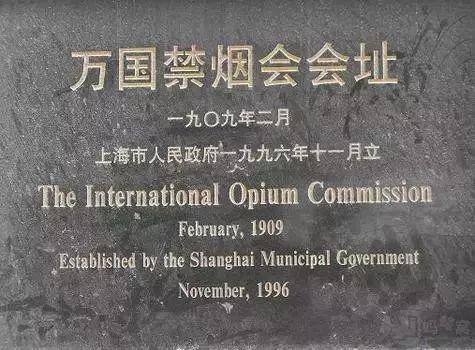 万国禁烟会会址
一九〇九年二月
上海市人民政府一九九六年十一月立
The International Opium Commission
February, 1909
Established by the Shanghai Municipal Government
November, 1996